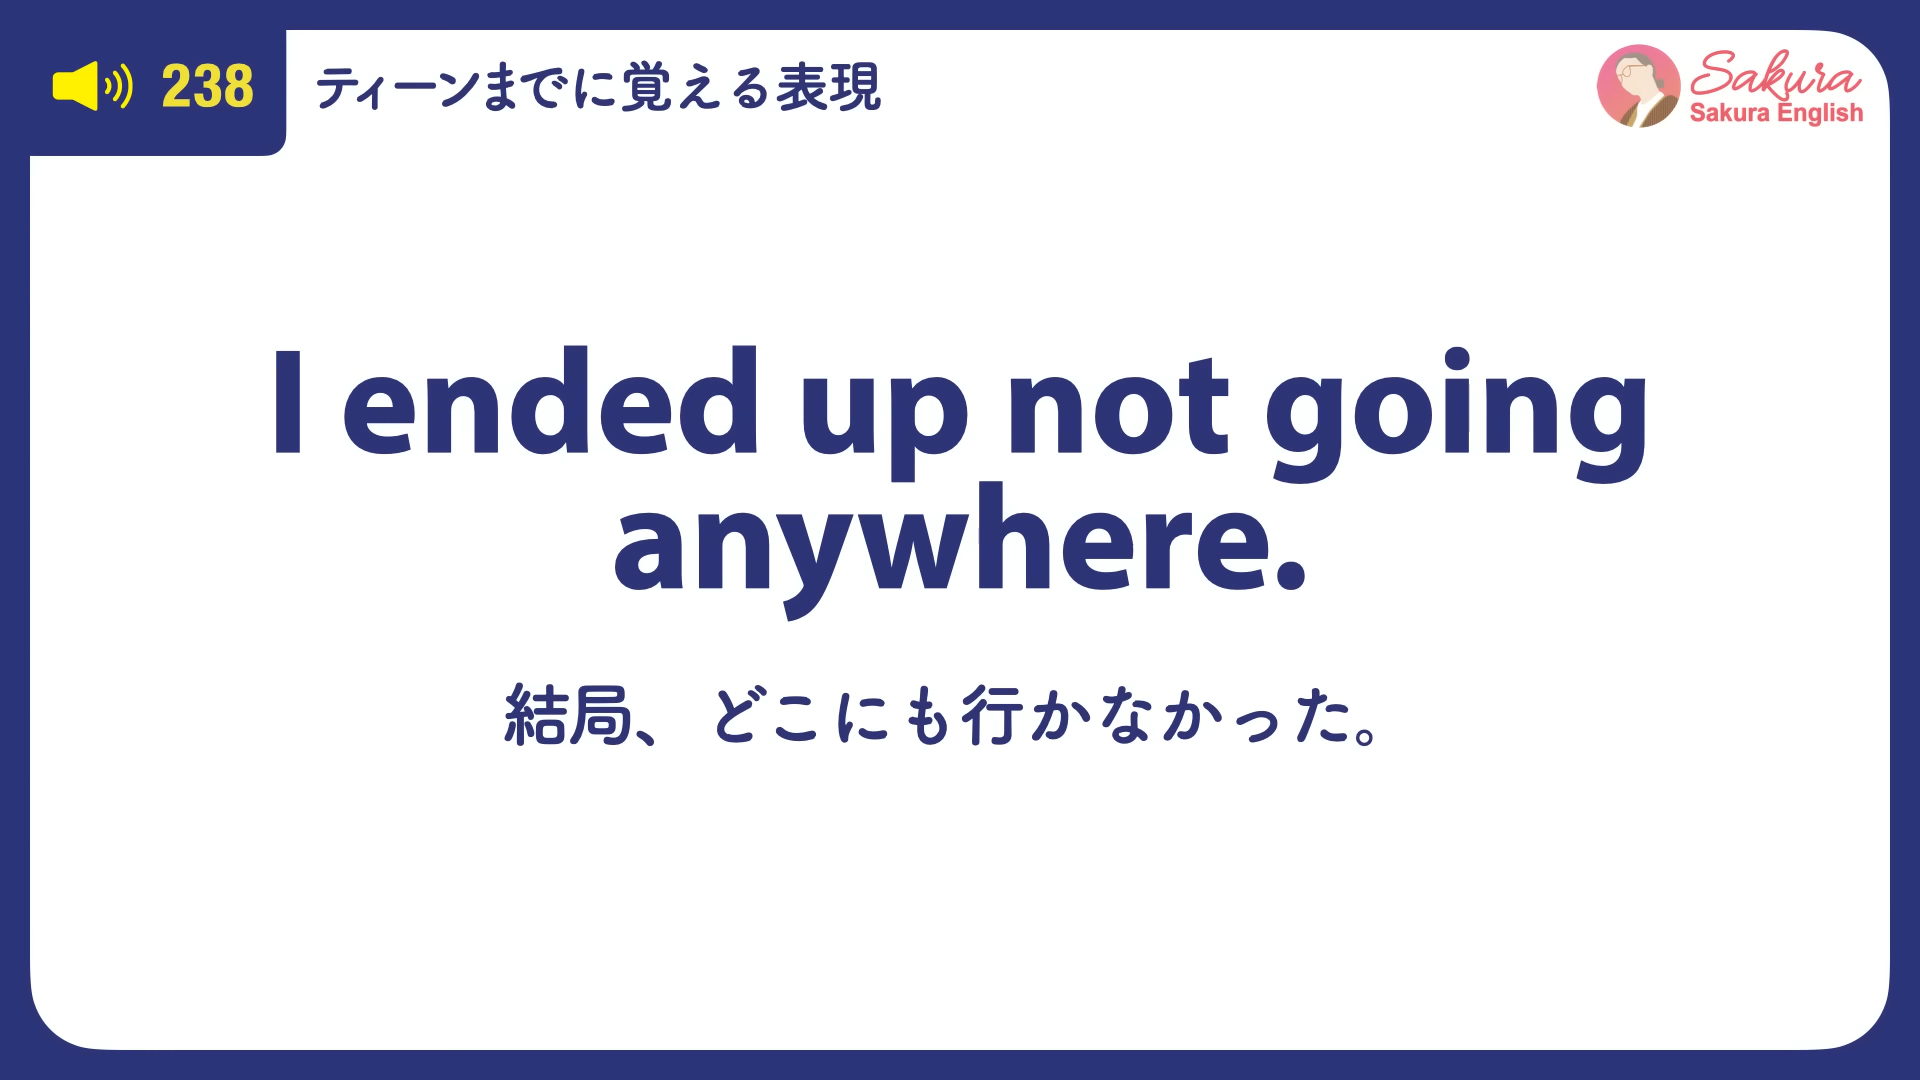 238
ティーンまでに覚える表現
Sakura
Sakura English
I ended up not going
anywhere.
結局、どこにも行かなかった。